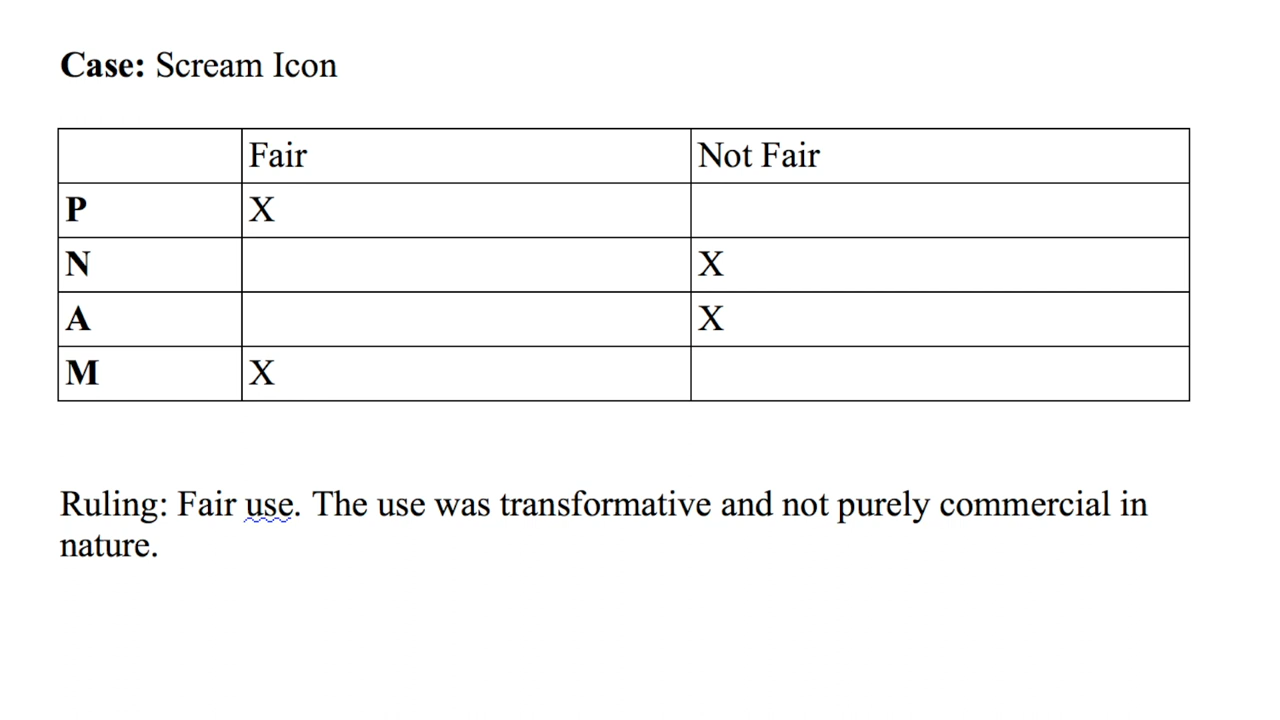 Case: Scream Icon
Fair Not Fair
P X
N X
A X
M X
Ruling: Fair use. The use was transformative and not purely commercial in
nature.